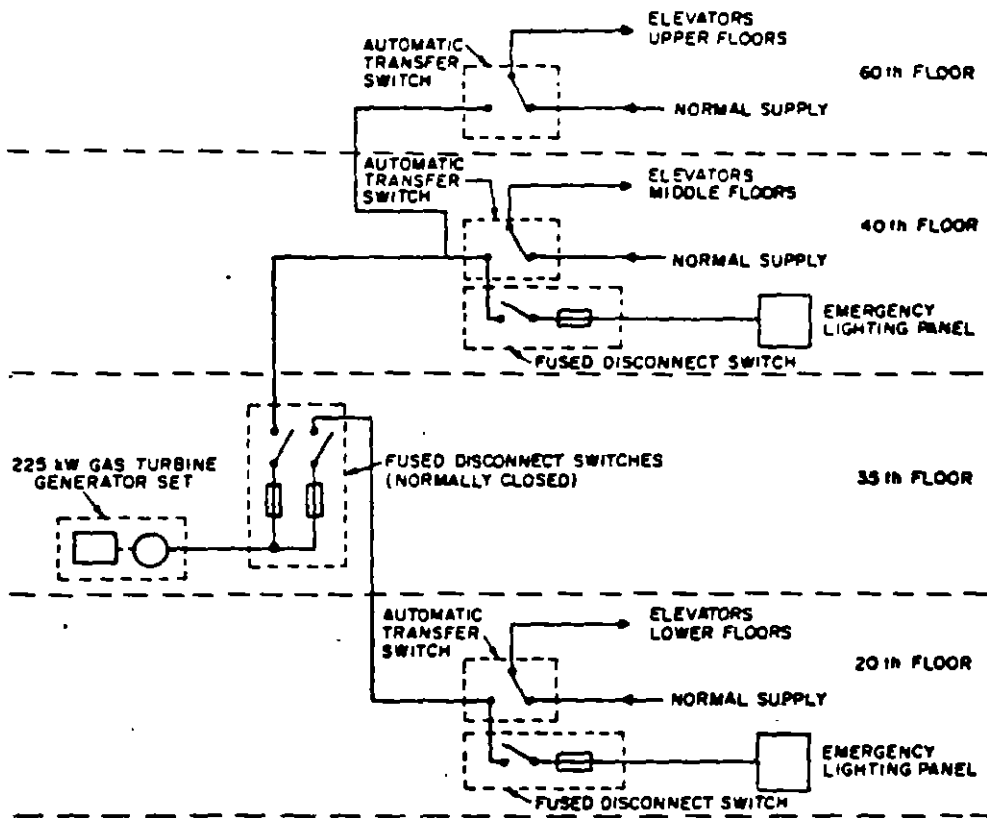 ELEVATORS
UPPER FLOORS
AUTOMATIC
TRANSFER
SWITCH
60th FLOOR
NORMAL SUPPLY
AUTOMATIC
TRANSFER
SWITCH
ELEVATORS
MIDDLE FLOORS
40th FLOOR
NORMAL SUPPLY
EMERGENCY
LIGHTING PANEL
FUSED DISCONNECT SWITCH
225 kW GAS TURBINE
GENERATOR SET
FUSED DISCONNECT SWITCHES
(NORMALLY CLOSED)
35th FLOOR
AUTOMATIC
TRANSFER
SWITCH
ELEVATORS
LOWER FLOORS
20th FLOOR
NORMAL SUPPLY
EMERGENCY
LIGHTING PANEL
FUSED DISCONNECT SWITCH